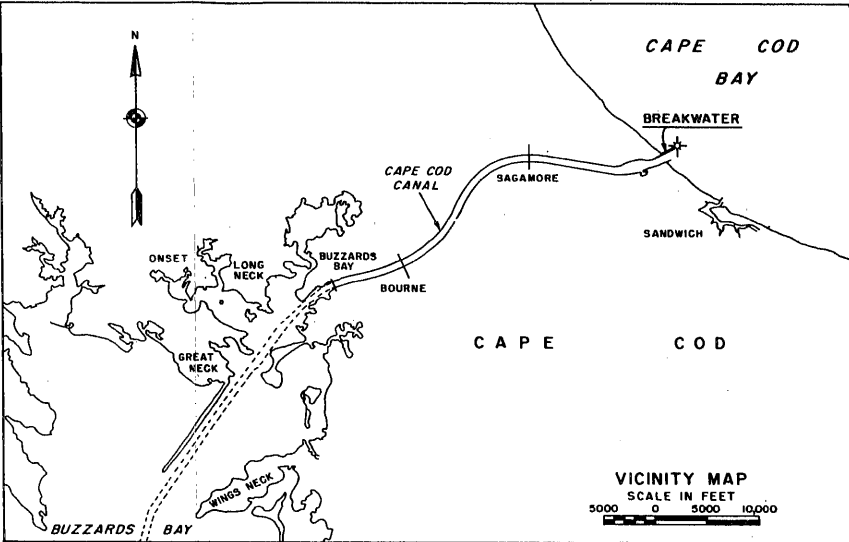 N
CAPE COD
BAY
BREAKWATER
CAPE COD
CANAL
SAGAMORE
SANDWICH
ONSET
LONG
NECK
BUZZARDS
BAY
BOURNE
GREAT
NECK
CAPE COD
WINGS NECK
BUZZARDS BAY
VICINITY MAP
SCALE IN FEET
5000 0 5000 10,000